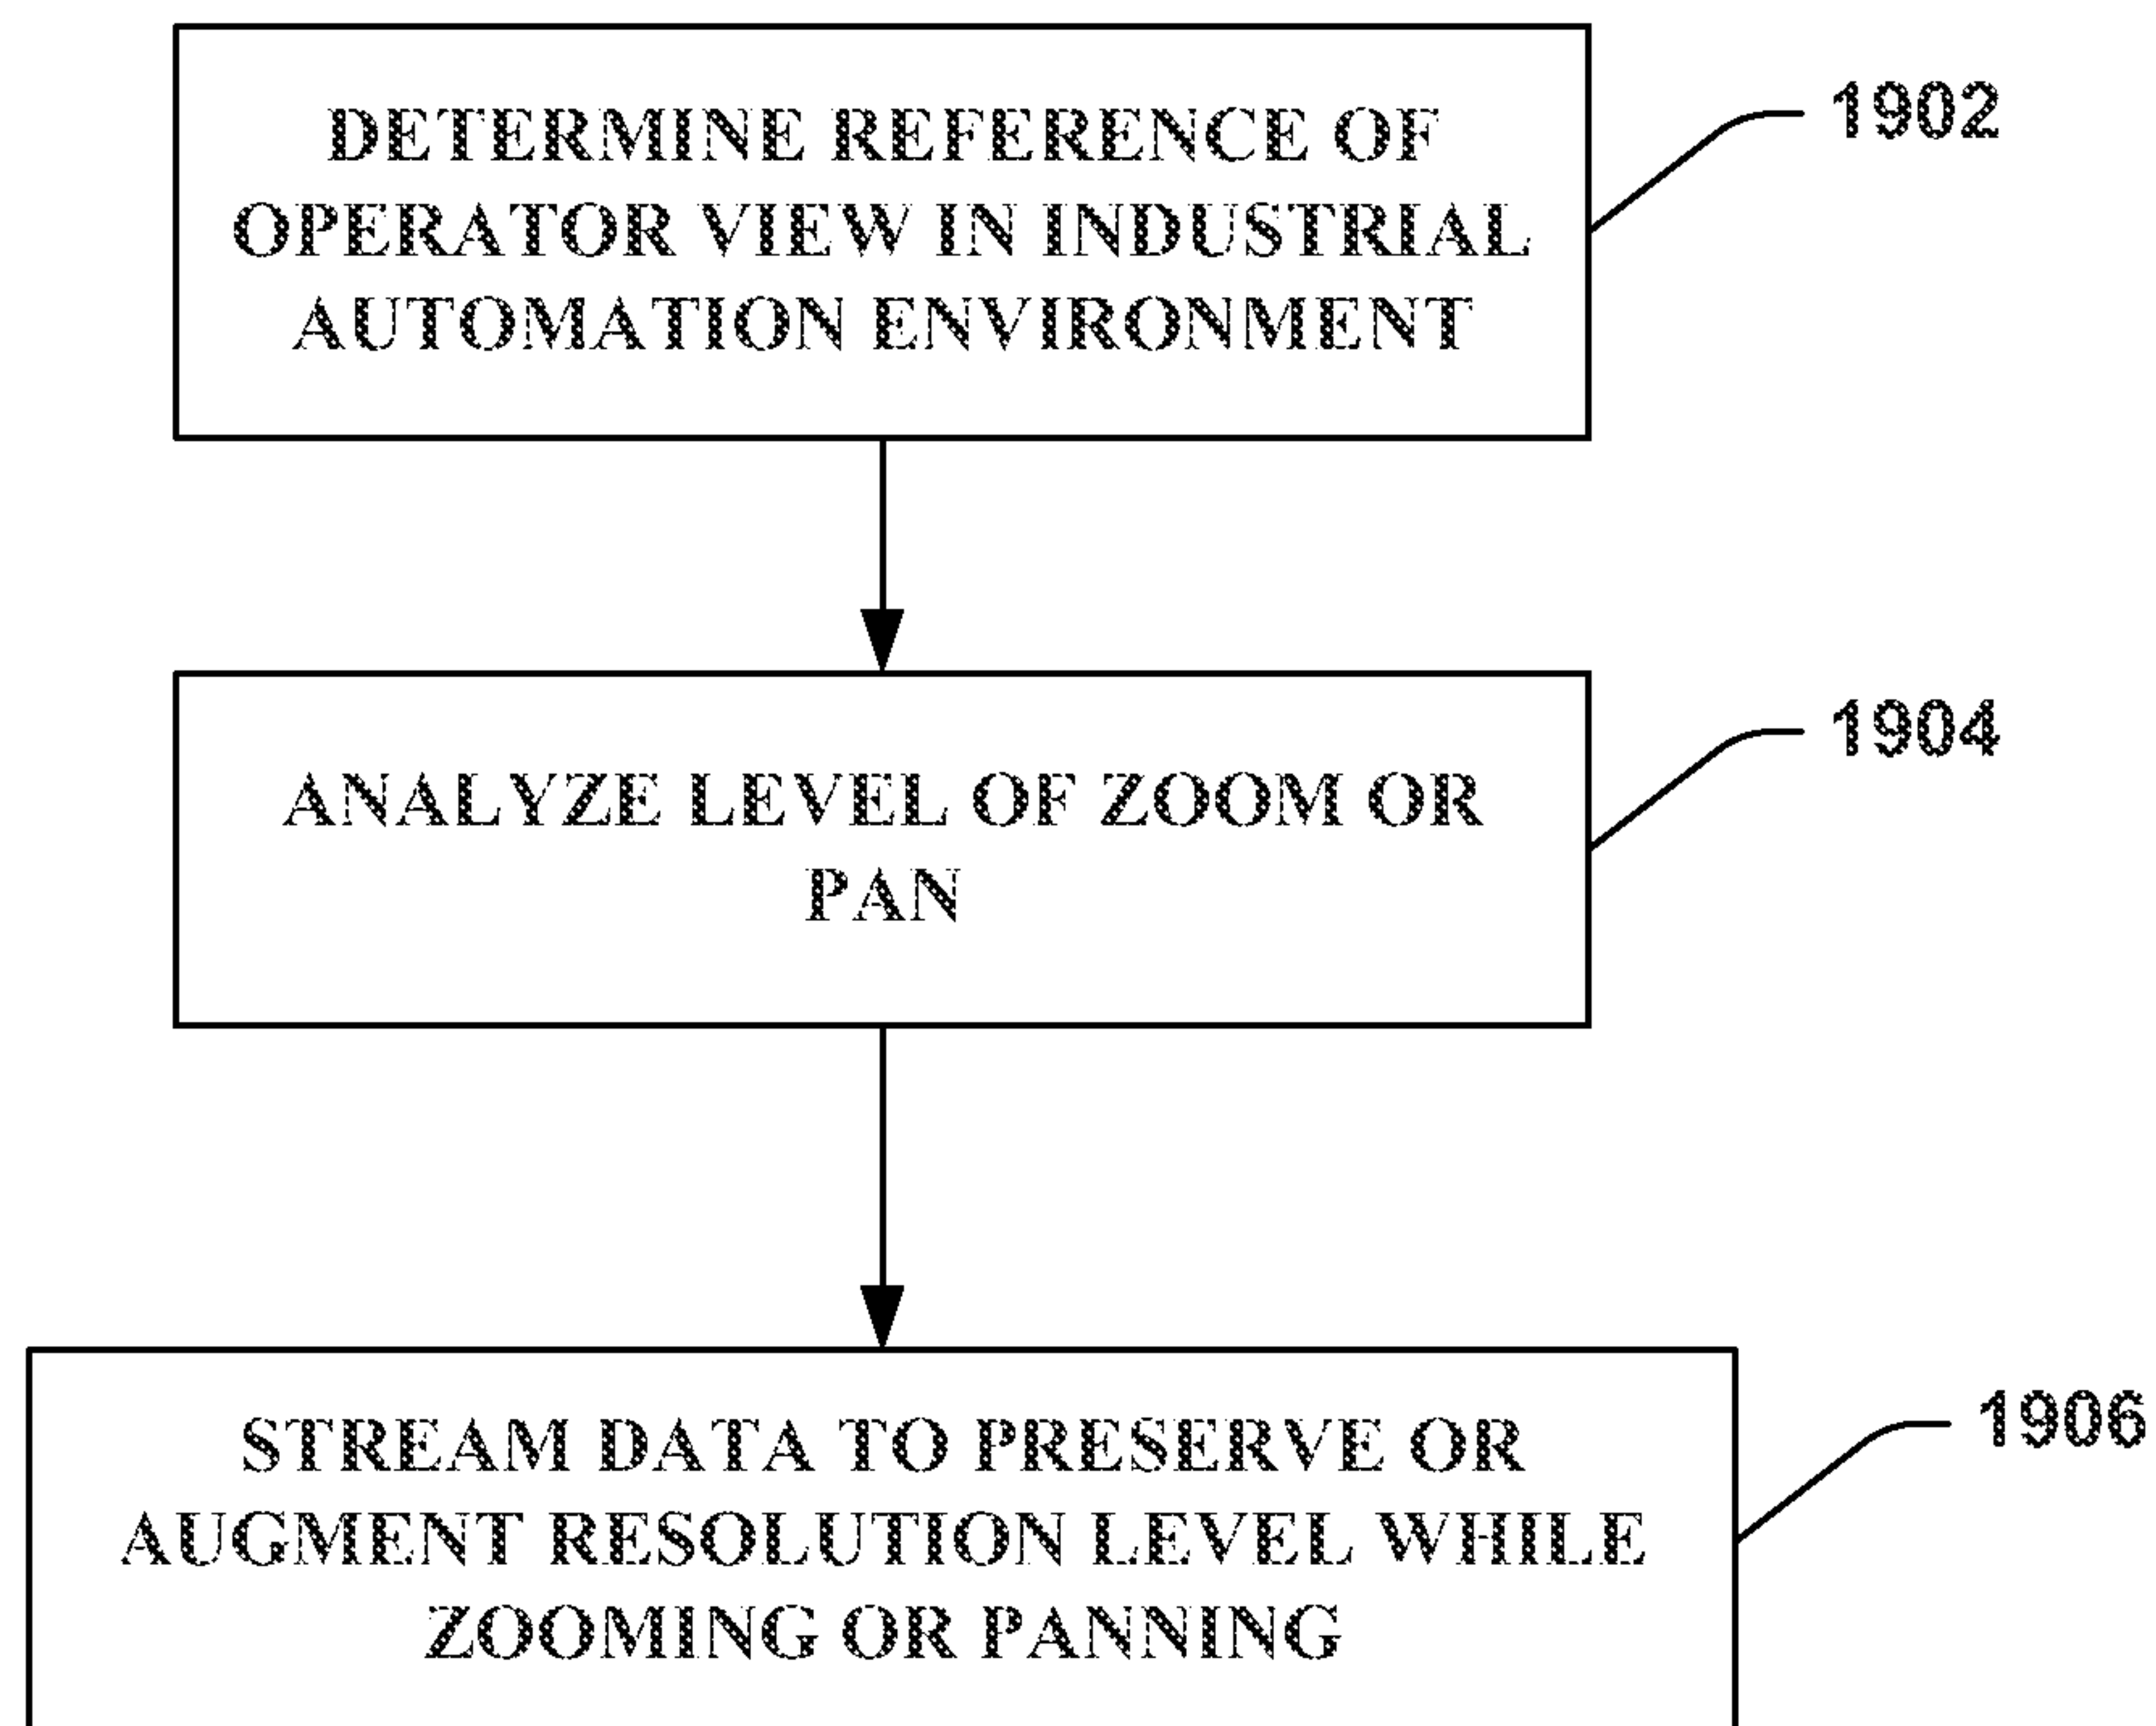 DETERMINE REFERENCE OF
OPERATOR VIEW IN INDUSTRIAL
AUTOMATION ENVIRONMENT
1902
ANALYZE LEVEL OF ZOOM OR
PAN
1904
STREAM DATA TO PRESERVE OR
AUGMENT RESOLUTION LEVEL WHILE
ZOOMING OR PANNING
1906